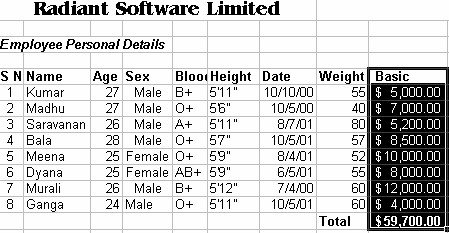 Radiant Software Limited
Employee Personal Details
S N Name Age Sex Blood Height Date Weight Basic
1 Kumar 27 Male B+ 5'11" 10/10/00 55 $ 5,000.00
2 Madhu 27 Male O+ 5'6" 10/5/00 40 $ 7,000.00
3 Saravanan 26 Male A+ 5'11" 8/7/01 80 $ 5,200.00
4 Bala 28 Male O+ 5'7" 10/5/01 57 $ 8,500.00
5 Meena 25 Female O+ 5'9" 8/4/01 52 $10,000.00
6 Dyana 25 Female AB+ 5'9" 6/5/01 55 $ 8,000.00
7 Murali 26 Male B+ 5'12" 7/4/00 60 $12,000.00
8 Ganga 24 Male O+ 5'11" 10/5/01 60 $ 4,000.00
Total $59,700.00